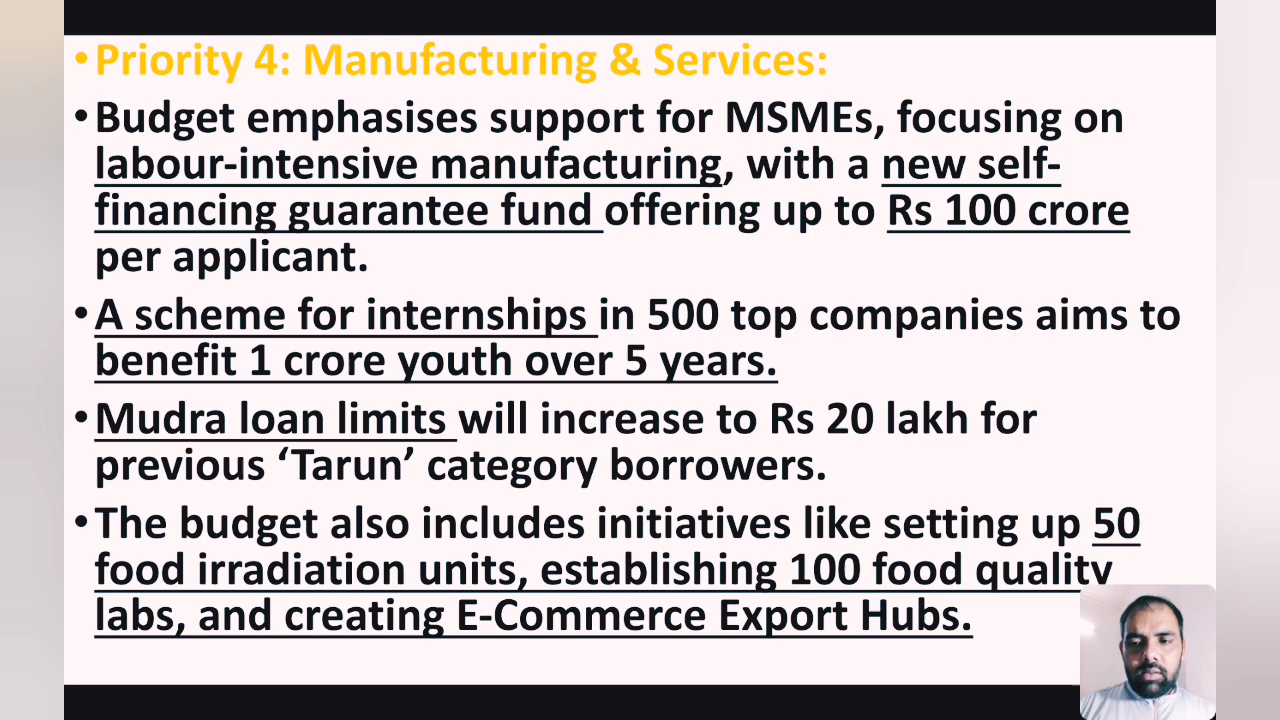 • Priority 4: Manufacturing & Services:
• Budget emphasises support for MSMEs, focusing on
labour-intensive manufacturing, with a new self-
financing guarantee fund offering up to Rs 100 crore
per applicant.
• A scheme for internships in 500 top companies aims to
benefit 1 crore youth over 5 years.
• Mudra loan limits will increase to Rs 20 lakh for
previous ‘Tarun’ category borrowers.
• The budget also includes initiatives like setting up 50
food irradiation units, establishing 100 food quality
labs, and creating E-Commerce Export Hubs.